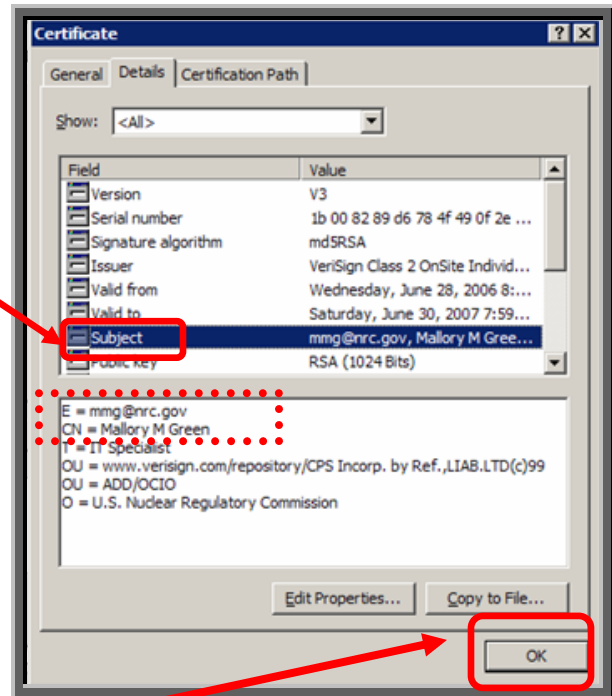 Certificate
General Details Certification Path
Show: <All>
Field Value
Version V3
Serial number 1b 00 82 89 d6 78 4f 49 0f 2e ...
Signature algorithm md5RSA
Issuer VeriSign Class 2 OnSite Individ...
Valid from Wednesday, June 28, 2006 8:...
Valid to Saturday, June 30, 2007 7:59...
Subject mmg@nrc.gov, Mallory M Gree...
Public key RSA (1024 Bits)
E = mmg@nrc.gov
CN = Mallory M Green
T = IT Specialist
OU = www.verisign.com/repository/CPS Incorp. by Ref.,LIAB.LTD(c)99
OU = ADD/OCIO
O = U.S. Nuclear Regulatory Commission
Edit Properties... Copy to File...
OK